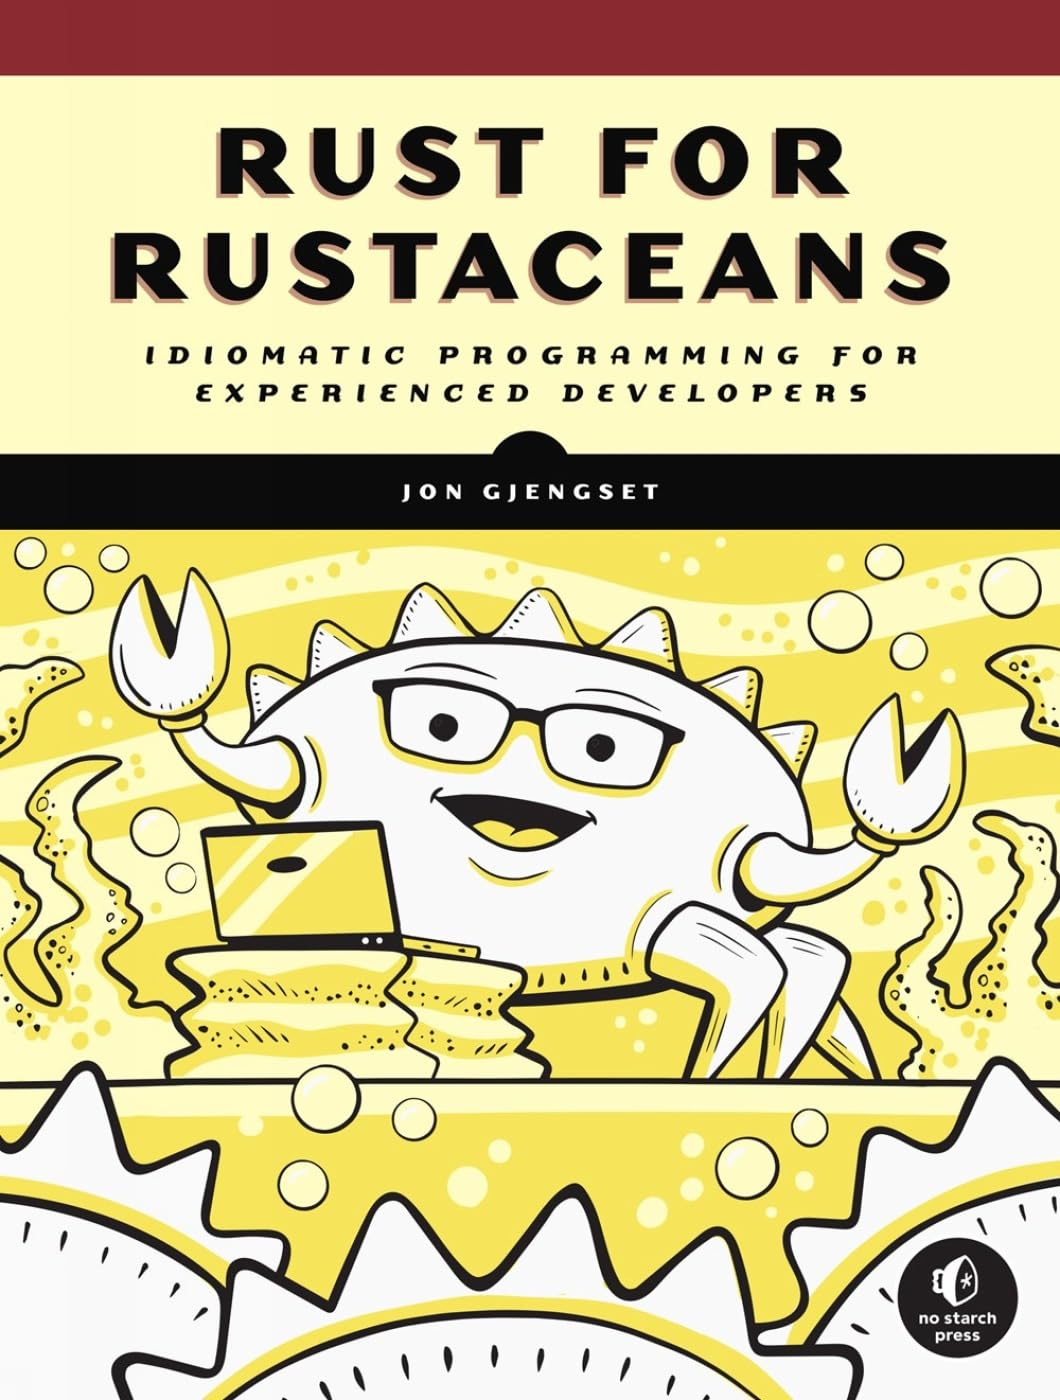 RUST FOR
RUSTACEANS
IDIOMATIC PROGRAMMING FOR
EXPERIENCED DEVELOPERS
JON GJENGSET
no starch
press